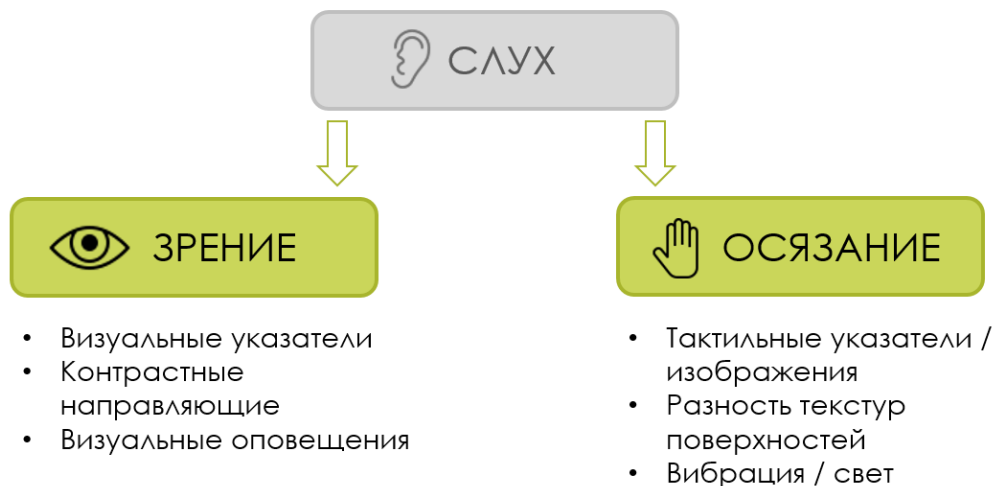 СЛУХ
ЗРЕНИЕ
• Визуальные указатели
• Контрастные
направляющие
• Визуальные оповещения
ОСЯЗАНИЕ
• Тактильные указатели /
изображения
• Разность текстур
поверхностей
• Вибрация / свет